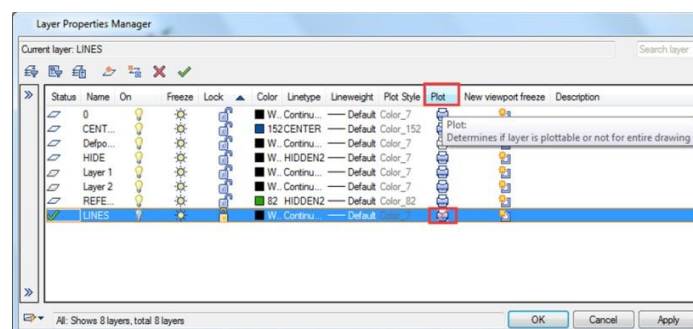 Layer Properties Manager
Current layer: LINES
Search layer
Status Name On Freeze Lock Color Linetype Lineweight Plot Style Plot New viewport freeze Description
0 W.. Continu... Default Color_7
CENT... 152 CENTER Default Color_152
Defpo... W.. Continu... Default Color_7
HIDE W.. HIDDEN2 Default Color_7
Layer 1 W.. Continu... Default Color_7
Layer 2 W.. Continu... Default Color_7
REFE... 82 HIDDEN2 Default Color_82
LINES W.. Continu... Default Color_7
Plot:
Determines if layer is plottable or not for entire drawing
All: Shows 8 layers, total 8 layers
OK Cancel Apply